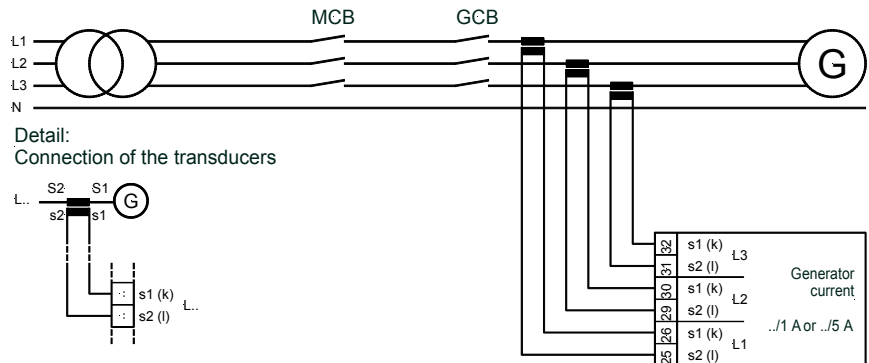 MCB GCB
L1
L2
L3
N
G
Detail:
Connection of the transducers
L.. S2 S1 G
s2 s1
s1 (k)
s2 (l)
L..
32 s1 (k)
31 s2 (l)
L3
30 s1 (k)
29 s2 (l)
L2
26 s1 (k)
25 s2 (l)
L1
Generator
current
../1 A or ../5 A